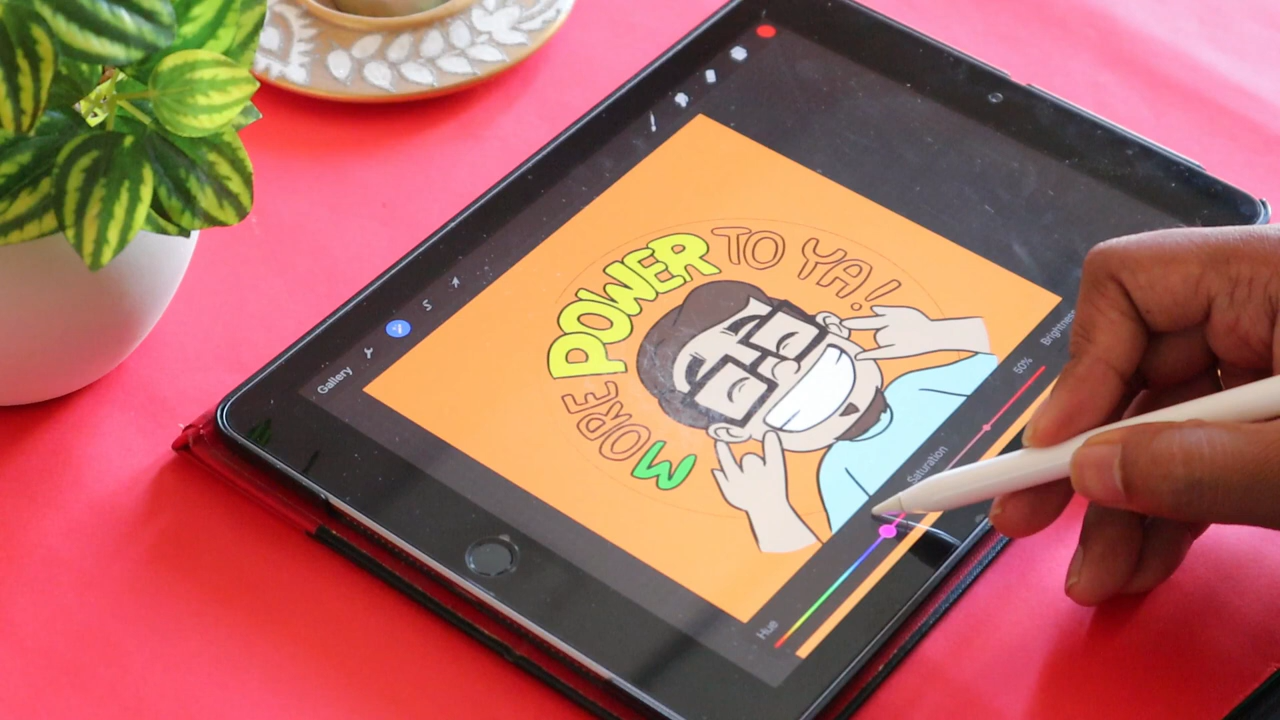 Gallery
S
MORE POWER TO YA!
Hue
Saturation
50%
Brightness